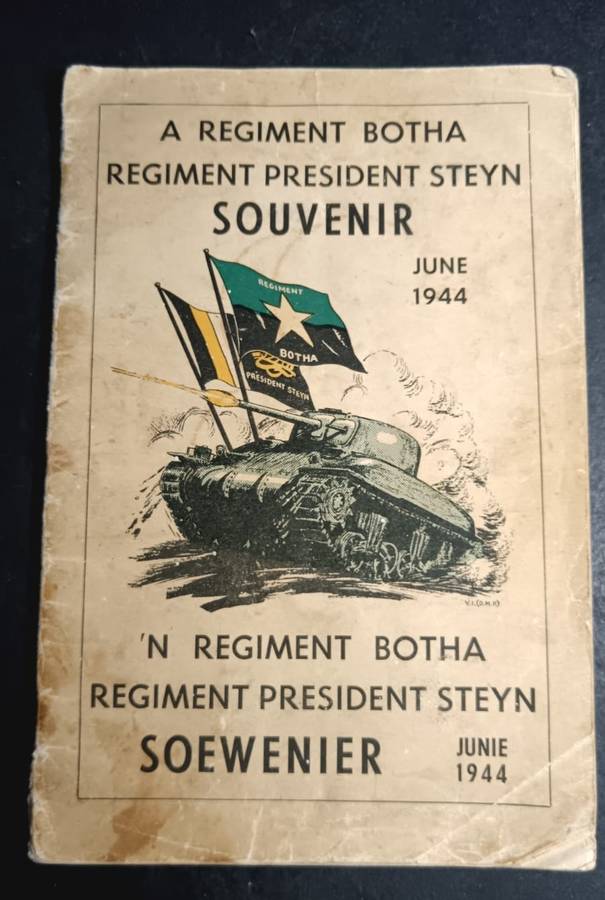 A REGIMENT BOTHA
REGIMENT PRESIDENT STEYN
SOUVENIR
JUNE
1944
REGIMENT
BOTHA
PRESIDENT STEYN
V.I.(D.M.R)
'N REGIMENT BOTHA
REGIMENT PRESIDENT STEYN
SOEWENIER
JUNIE
1944